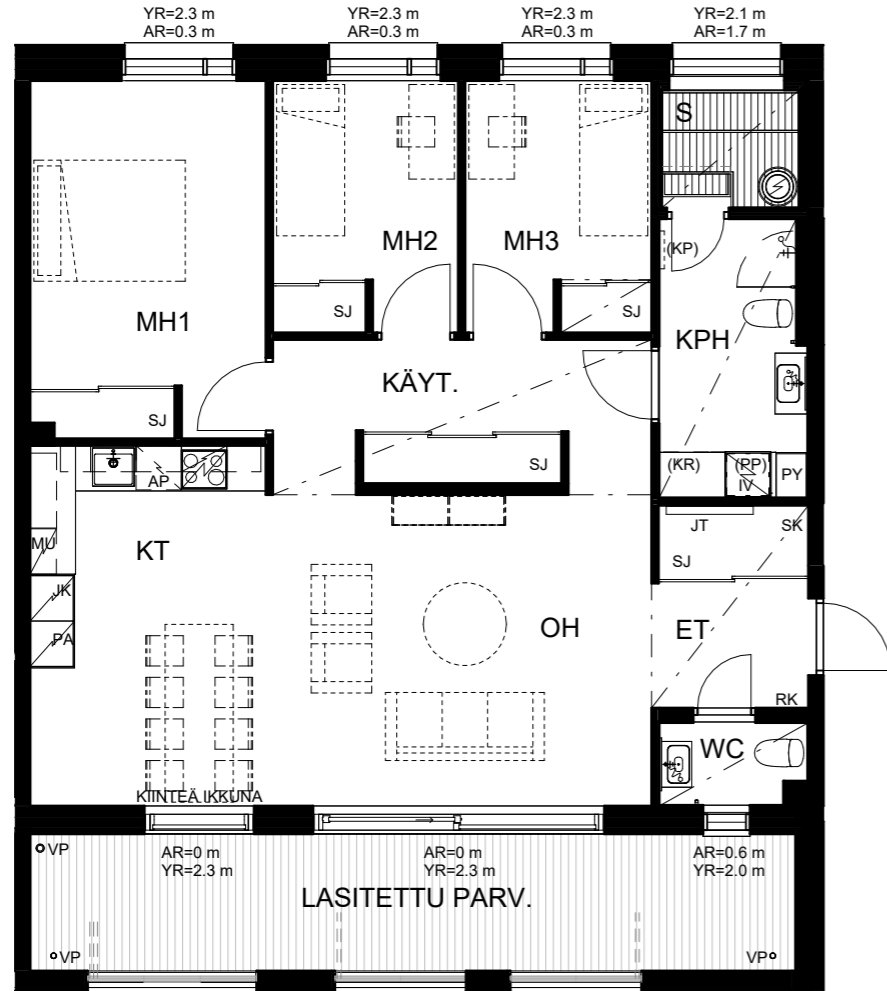 YR=2.3 m
AR=0.3 m
YR=2.3 m
AR=0.3 m
YR=2.3 m
AR=0.3 m
YR=2.1 m
AR=1.7 m
S
MH1
MH2
MH3
(KP)
KPH
SJ
SJ
SJ
KÄYT.
SJ
(KR)
(PP)
IV
PY
AP
MU
KT
JK
PA
JT
SK
SJ
OH
ET
RK
WC
KIINTEÄ IKKUNA
VP
AR=0 m
YR=2.3 m
AR=0 m
YR=2.3 m
AR=0.6 m
YR=2.0 m
LASITETTU PARV.
VP
VP